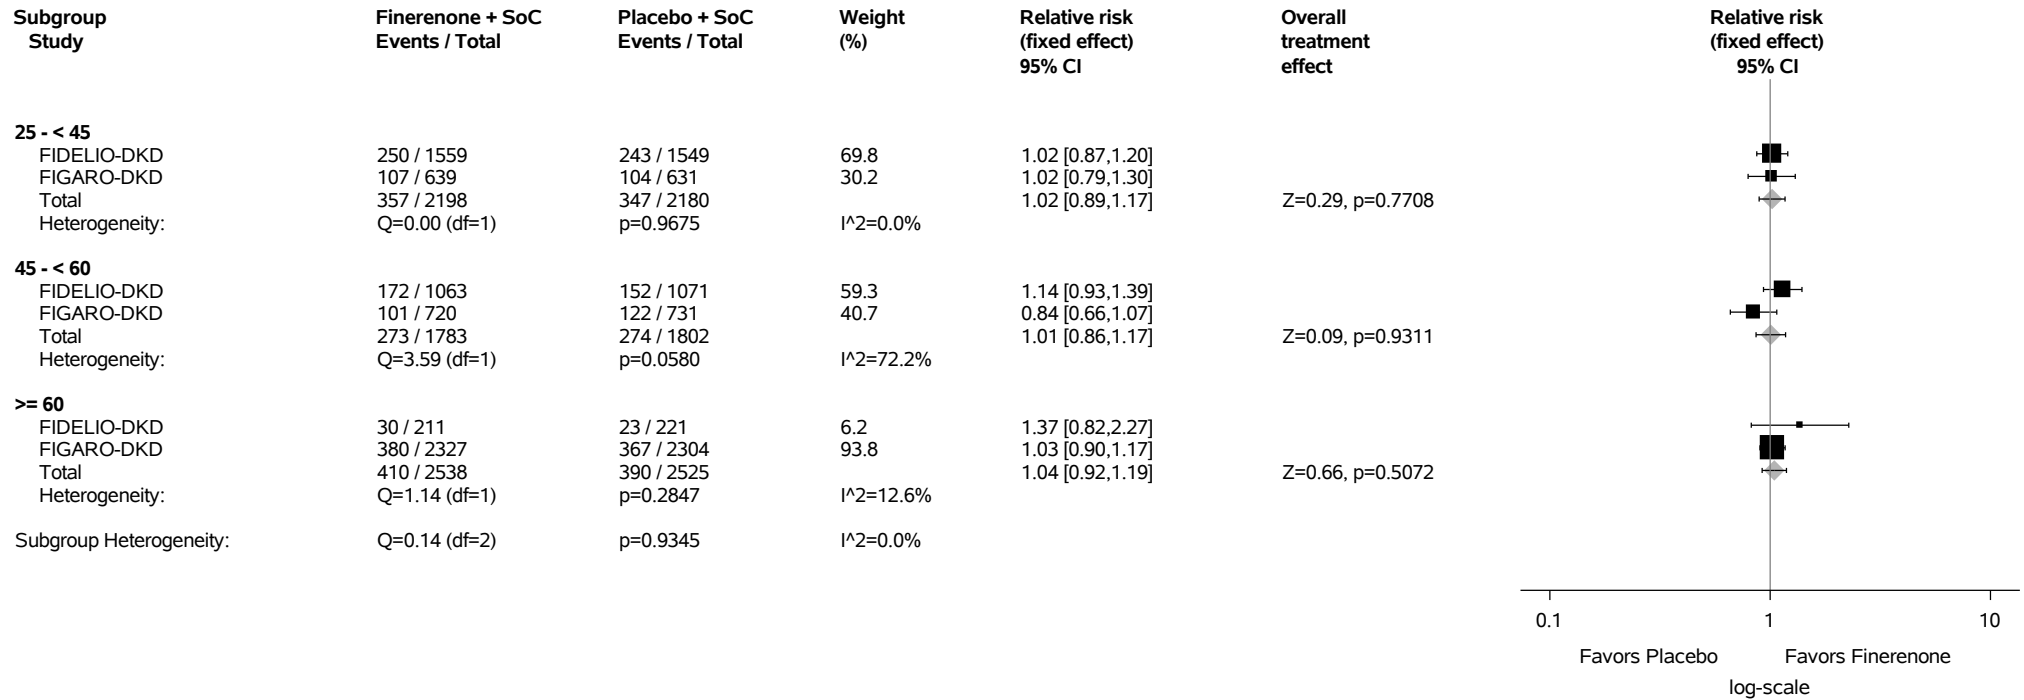 Subgroup Finerenone + SoC Placebo + SoC Weight Relative risk Overall Relative risk
Study Events / Total Events / Total (%) (fixed effect) treatment (fixed effect)
95% CI effect 95% CI
25 - < 45
FIDELIO-DKD 250 / 1559 243 / 1549 69.8 1.02 [0.87,1.20]
FIGARO-DKD 107 / 639 104 / 631 30.2 1.02 [0.79,1.30]
Total 357 / 2198 347 / 2180 1.02 [0.89,1.17] Z=0.29, p=0.7708
Heterogeneity: Q=0.00 (df=1) p=0.9675 I^2=0.0%
45 - < 60
FIDELIO-DKD 172 / 1063 152 / 1071 59.3 1.14 [0.93,1.39]
FIGARO-DKD 101 / 720 122 / 731 40.7 0.84 [0.66,1.07]
Total 273 / 1783 274 / 1802 1.01 [0.86,1.17] Z=0.09, p=0.9311
Heterogeneity: Q=3.59 (df=1) p=0.0580 I^2=72.2%
>= 60
FIDELIO-DKD 30 / 211 23 / 221 6.2 1.37 [0.82,2.27]
FIGARO-DKD 380 / 2327 367 / 2304 93.8 1.03 [0.90,1.17]
Total 410 / 2538 390 / 2525 1.04 [0.92,1.19] Z=0.66, p=0.5072
Heterogeneity: Q=1.14 (df=1) p=0.2847 I^2=12.6%
Subgroup Heterogeneity: Q=0.14 (df=2) p=0.9345 I^2=0.0%
0.1 1 10
Favors Placebo Favors Finerenone
log-scale